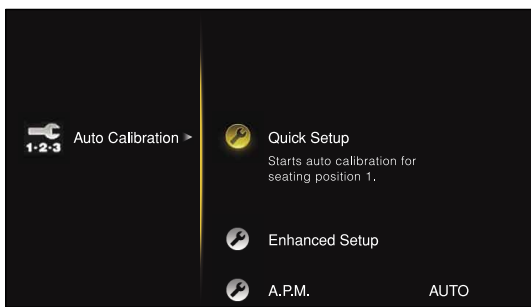 1-2-3
Auto Calibration
Quick Setup
Starts auto calibration for
seating position 1.
Enhanced Setup
A.P.M. AUTO